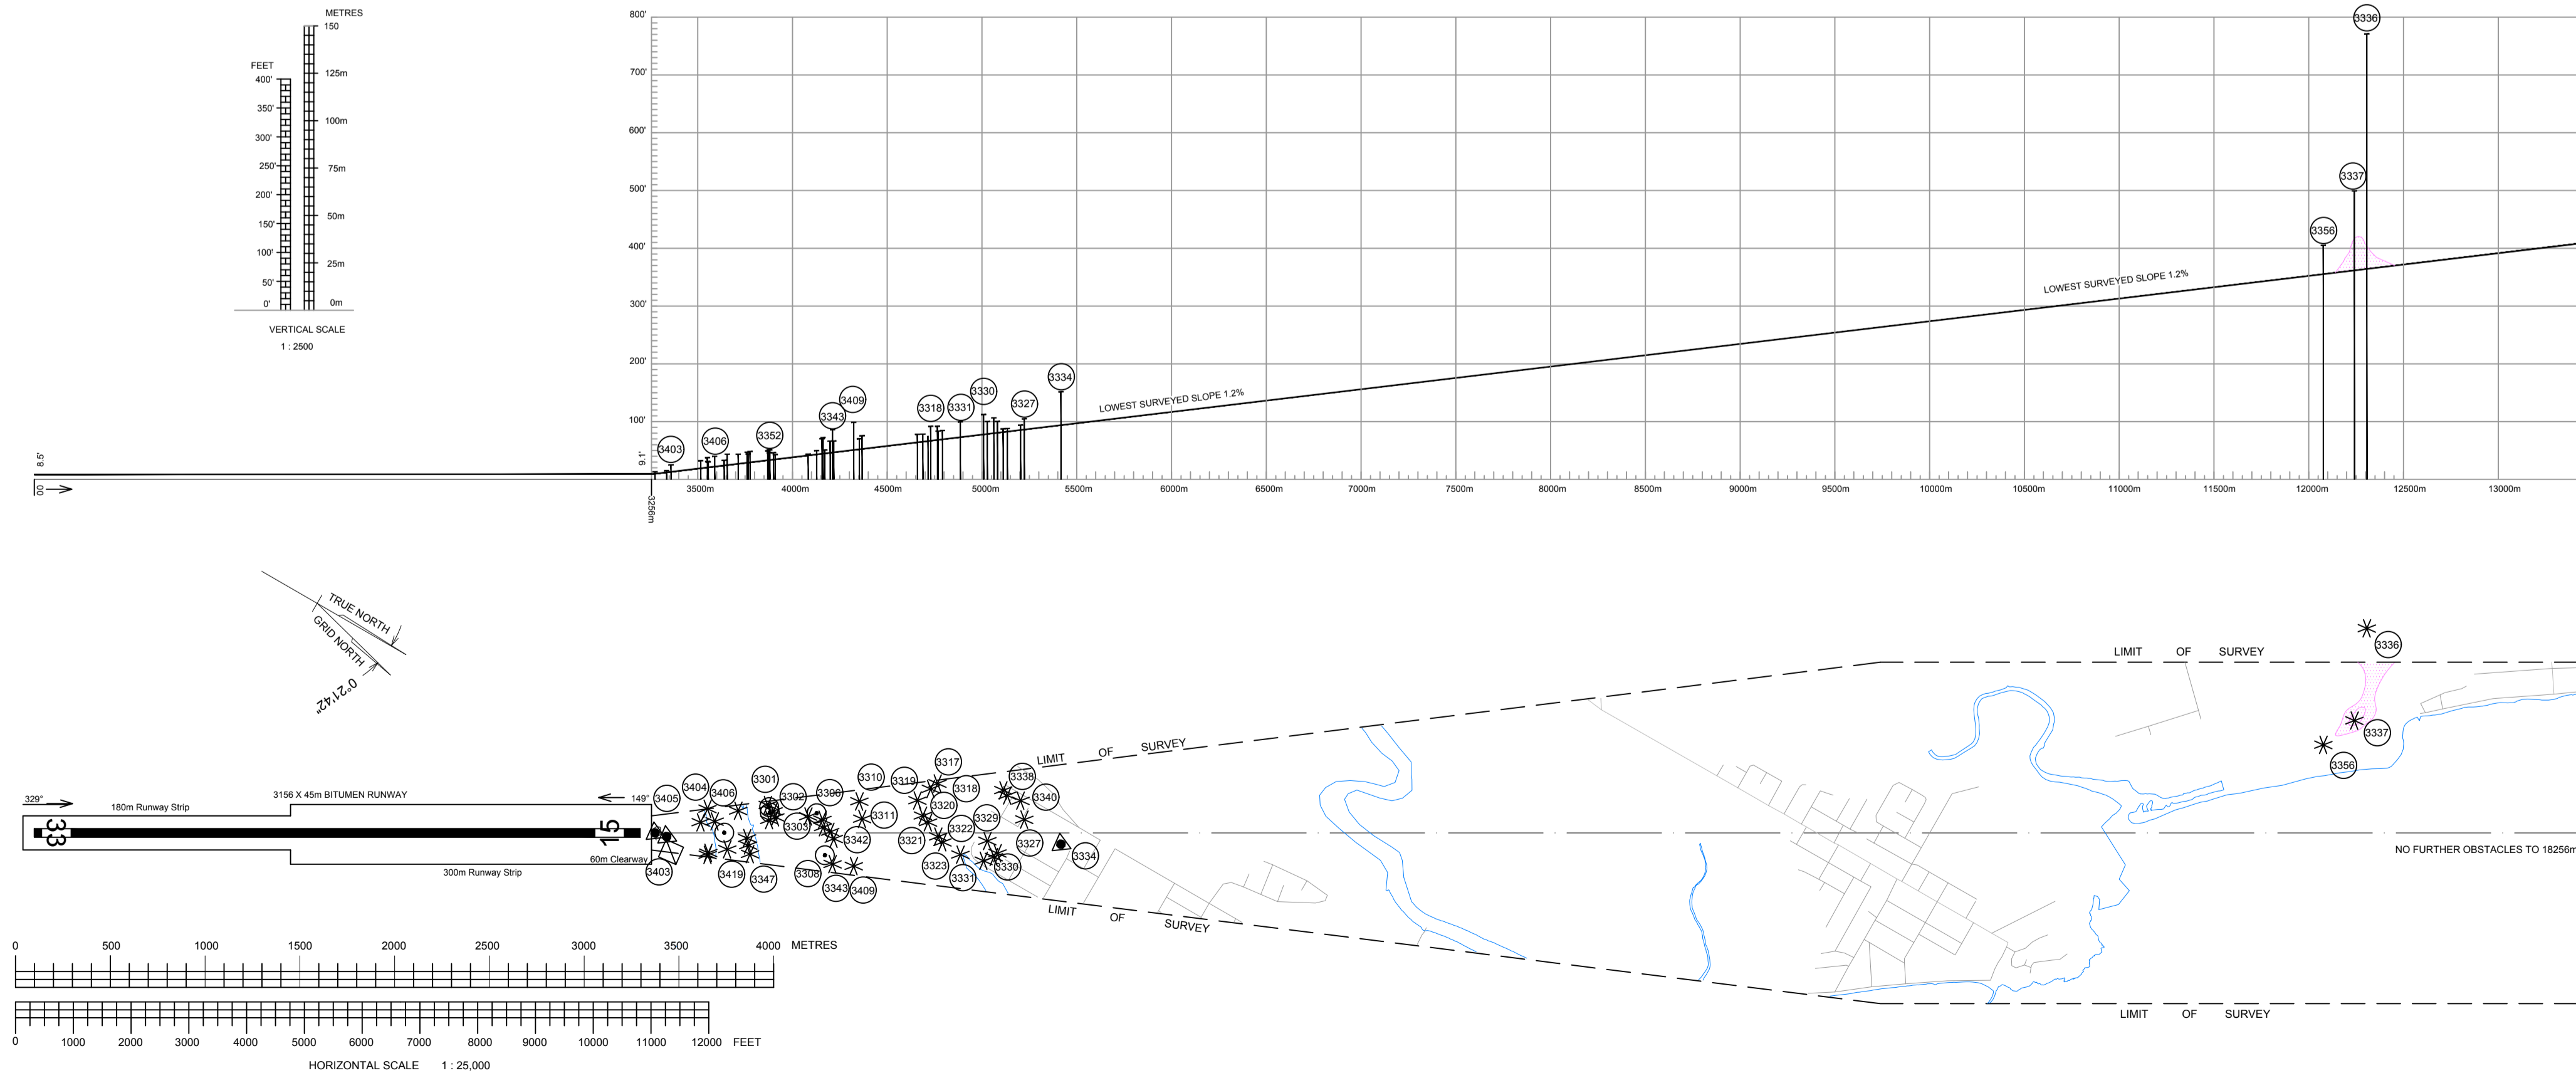 METRES
150
125m
100m
75m
50m
25m
0m
FEET
400'
350'
300'
250'
200'
150'
100'
50'
0'
VERTICAL SCALE
1 : 2500
800'
700'
600'
500'
400'
300'
200'
100'
3336
3337
3356
3334
3327
3330
3331
3318
3409
3343
3352
3406
3403
LOWEST SURVEYED SLOPE 1.2%
LOWEST SURVEYED SLOPE 1.2%
8.5'
9.1'
00
3256m
3500m
4000m
4500m
5000m
5500m
6000m
6500m
7000m
7500m
8000m
8500m
9000m
9500m
10000m
10500m
11000m
11500m
12000m
12500m
13000m
TRUE NORTH
GRID NORTH
0°21'42"
LIMIT OF SURVEY
3336
3337
3356
LIMIT OF SURVEY
3317
3301
3310
3319
3338
3404
3406
3405
3302
3306
3318
3340
3320
3311
3329
3303
3322
3342
3321
3327
3334
3323
3331
3330
3403
3419
3347
3308
3343
3409
329°
180m Runway Strip
3156 X 45m BITUMEN RUNWAY
149°
33
15
60m Clearway
300m Runway Strip
NO FURTHER OBSTACLES TO 18256m
LIMIT OF SURVEY
LIMIT OF SURVEY
0 500 1000 1500 2000 2500 3000 3500 4000 METRES
0 1000 2000 3000 4000 5000 6000 7000 8000 9000 10000 11000 12000 FEET
HORIZONTAL SCALE 1 : 25,000